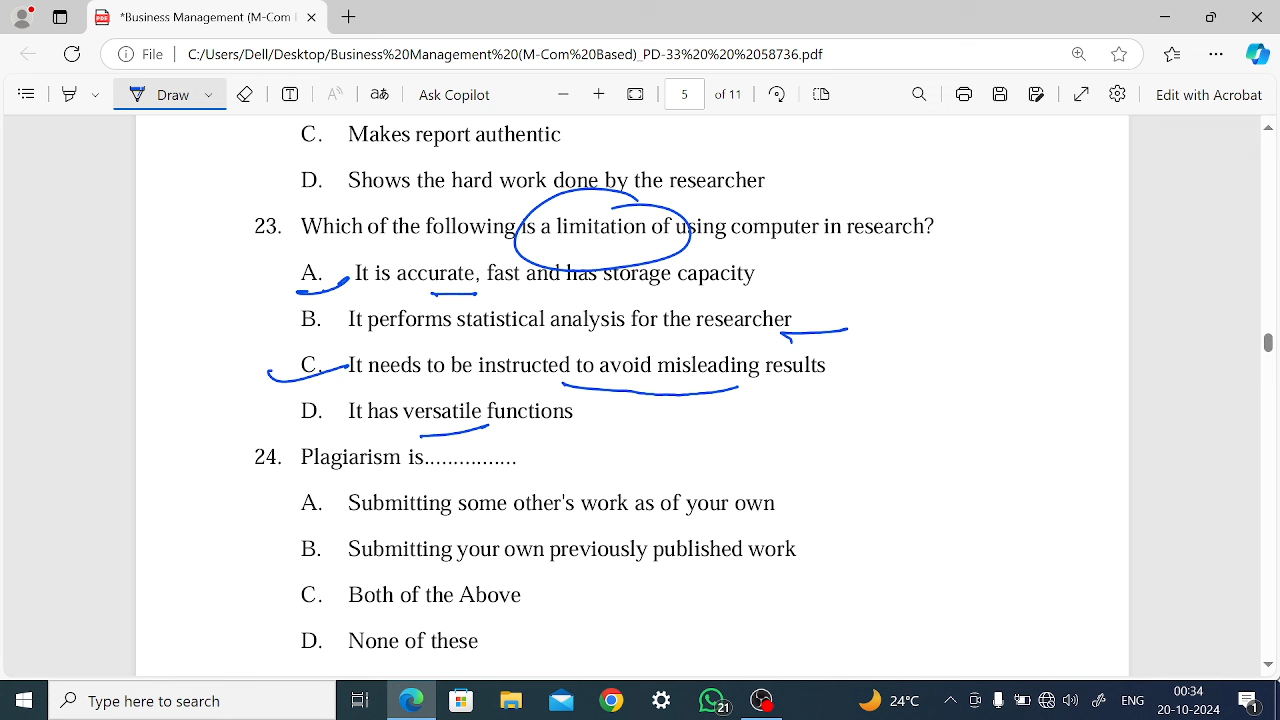 *Business Management (M-Com
File C:/Users/Dell/Desktop/Business%20Management%20(M-Com%20Based)_PD-33%20%20%2058736.pdf
Draw
aあ
Ask Copilot
5 of 11
Edit with Acrobat
C. Makes report authentic
D. Shows the hard work done by the researcher
23. Which of the following is a limitation of using computer in research?
A. It is accurate, fast and has storage capacity
B. It performs statistical analysis for the researcher
C. It needs to be instructed to avoid misleading results
D. It has versatile functions
24. Plagiarism is...............
A. Submitting some other's work as of your own
B. Submitting your own previously published work
C. Both of the Above
D. None of these
Type here to search
21
24°C
ENG
00:34
20-10-2024
1